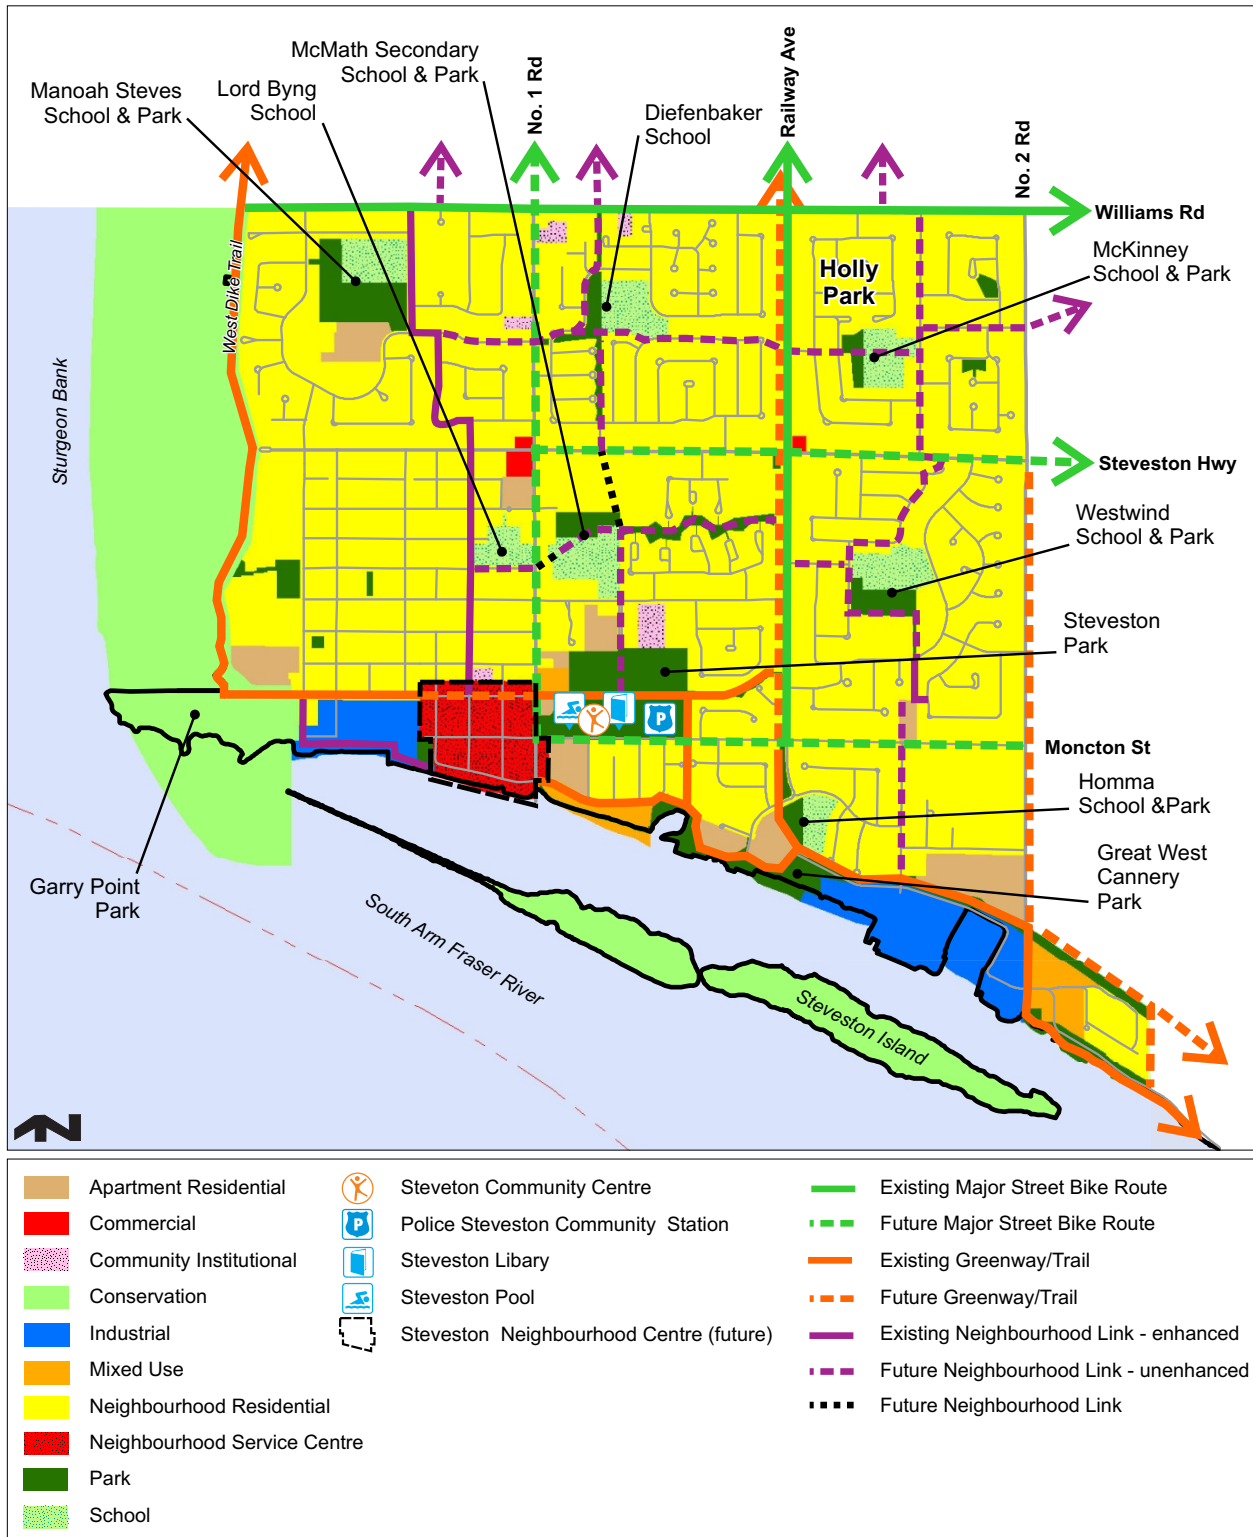 McMath Secondary
School & Park
No. 1 Rd
Railway Ave
Manoah Steves
School & Park
Lord Byng
School
Diefenbaker
School
No. 2 Rd
Williams Rd
West Dike Trail
Holly
Park
McKinney
School & Park
Sturgeon Bank
Steveston Hwy
Westwind
School & Park
Steveston
Park
P
Moncton St
Homma
School &Park
Great West
Cannery
Park
Garry Point
Park
South Arm Fraser River
Steveston Island
N
Apartment Residential
Commercial
Community Institutional
Conservation
Industrial
Mixed Use
Neighbourhood Residential
Neighbourhood Service Centre
Park
School
Steveton Community Centre
P
Police Steveston Community Station
Steveston Libary
Steveston Pool
Steveston Neighbourhood Centre (future)
Existing Major Street Bike Route
Future Major Street Bike Route
Existing Greenway/Trail
Future Greenway/Trail
Existing Neighbourhood Link - enhanced
Future Neighbourhood Link - unenhanced
Future Neighbourhood Link